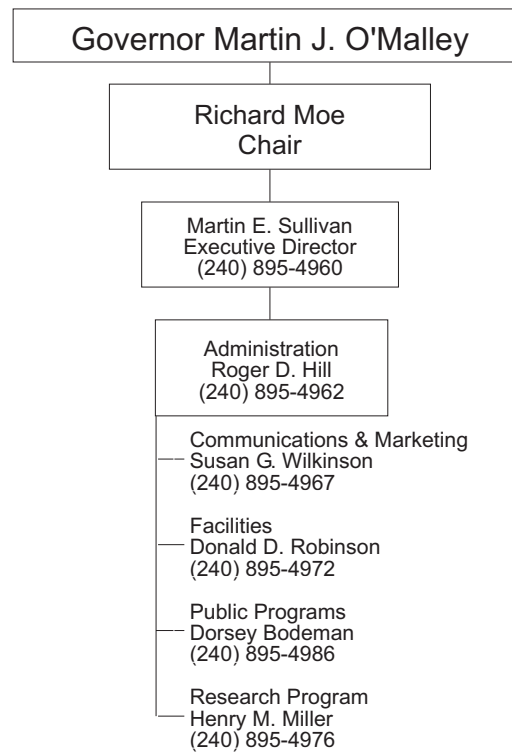 Governor Martin J. O'Malley
Richard Moe
Chair
Martin E. Sullivan
Executive Director
(240) 895-4960
Administration
Roger D. Hill
(240) 895-4962
Communications & Marketing
Susan G. Wilkinson
(240) 895-4967
Facilities
Donald D. Robinson
(240) 895-4972
Public Programs
Dorsey Bodeman
(240) 895-4986
Research Program
Henry M. Miller
(240) 895-4976